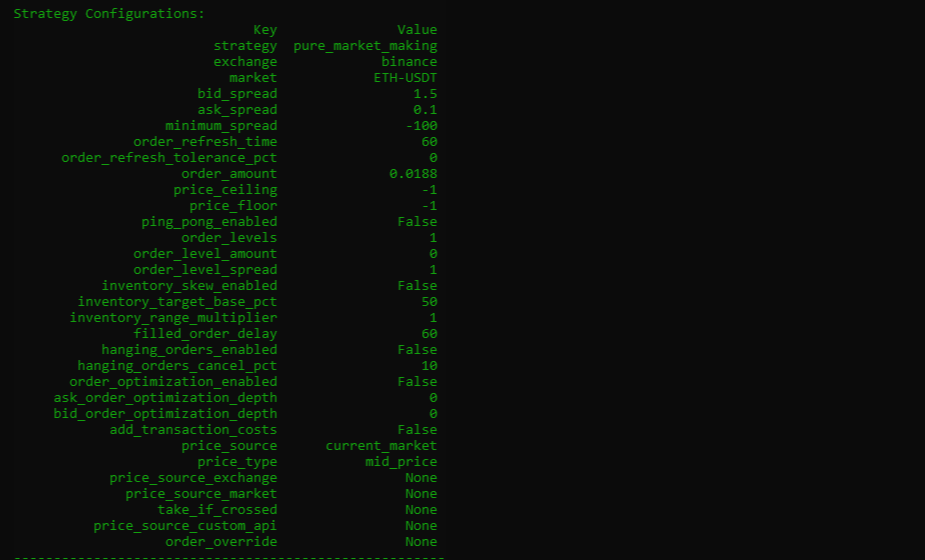 Strategy Configurations:
Key Value
strategy pure_market_making
exchange binance
market ETH-USDT
bid_spread 1.5
ask_spread 0.1
minimum_spread -100
order_refresh_time 60
order_refresh_tolerance_pct 0
order_amount 0.0188
price_ceiling -1
price_floor -1
ping_pong_enabled False
order_levels 1
order_level_amount 0
order_level_spread 1
inventory_skew_enabled False
inventory_target_base_pct 50
inventory_range_multiplier 1
filled_order_delay 60
hanging_orders_enabled False
hanging_orders_cancel_pct 10
order_optimization_enabled False
ask_order_optimization_depth 0
bid_order_optimization_depth 0
add_transaction_costs False
price_source current_market
price_type mid_price
price_source_exchange None
price_source_market None
take_if_crossed None
price_source_custom_api None
order_override None
------------------------------------------------------